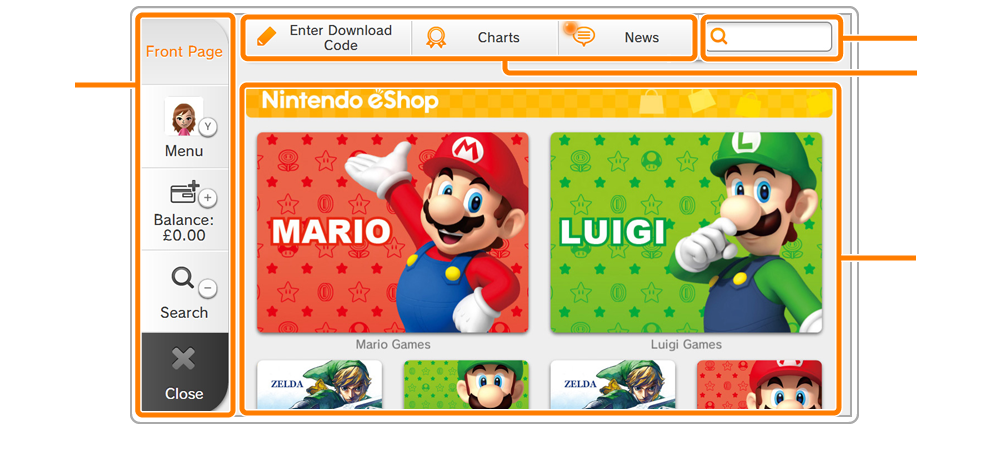 Front Page
Y
Menu
+
Balance:
£0.00
−
Search
Close
Enter Download
Code
Charts
News
Nintendo eShop
M
MARIO
Mario Games
L
LUIGI
Luigi Games
ZELDA
ZELDA